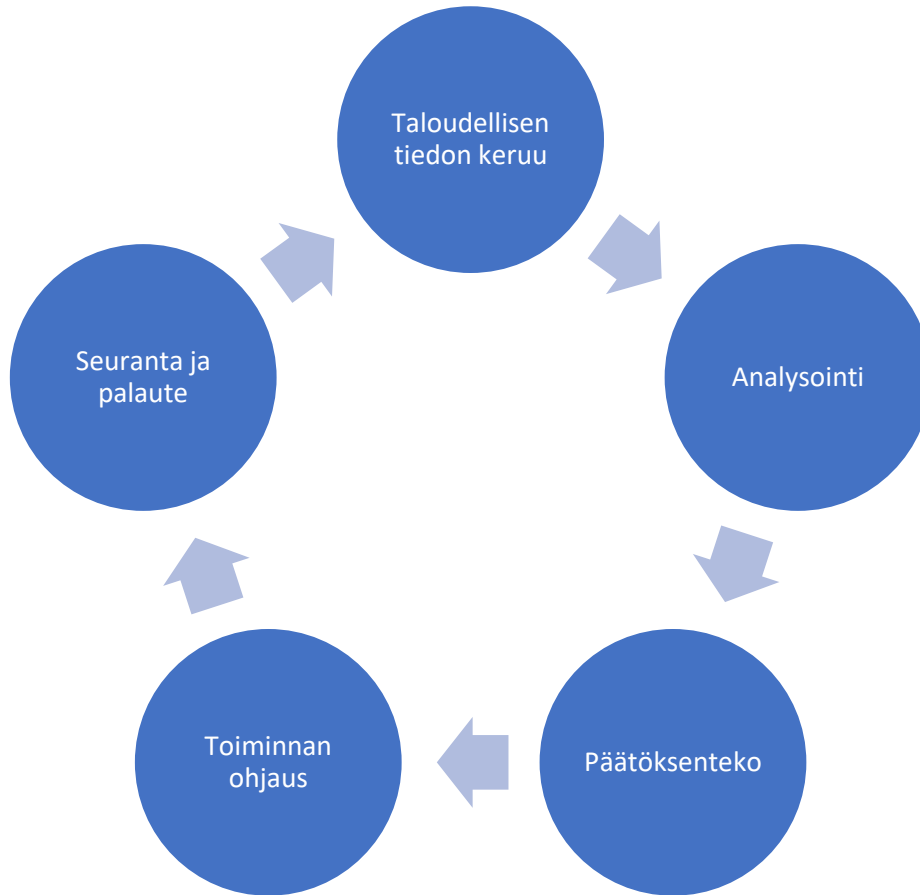 Taloudellisen
tiedon keruu
Analysointi
Päätöksenteko
Toiminnan
ohjaus
Seuranta ja
palaute